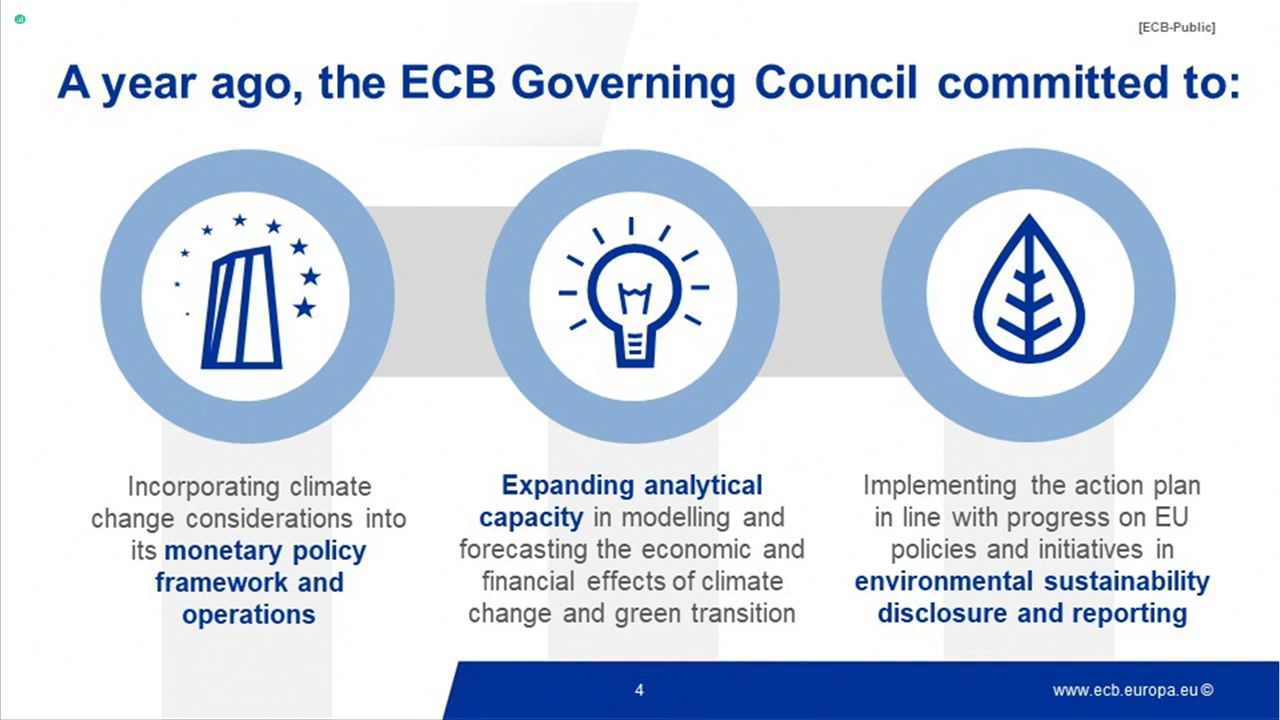 [ECB-Public]
A year ago, the ECB Governing Council committed to:
Incorporating climate
change considerations into
its monetary policy
framework and
operations
Expanding analytical
capacity in modelling and
forecasting the economic and
financial effects of climate
change and green transition
Implementing the action plan
in line with progress on EU
policies and initiatives in
environmental sustainability
disclosure and reporting
4
www.ecb.europa.eu©